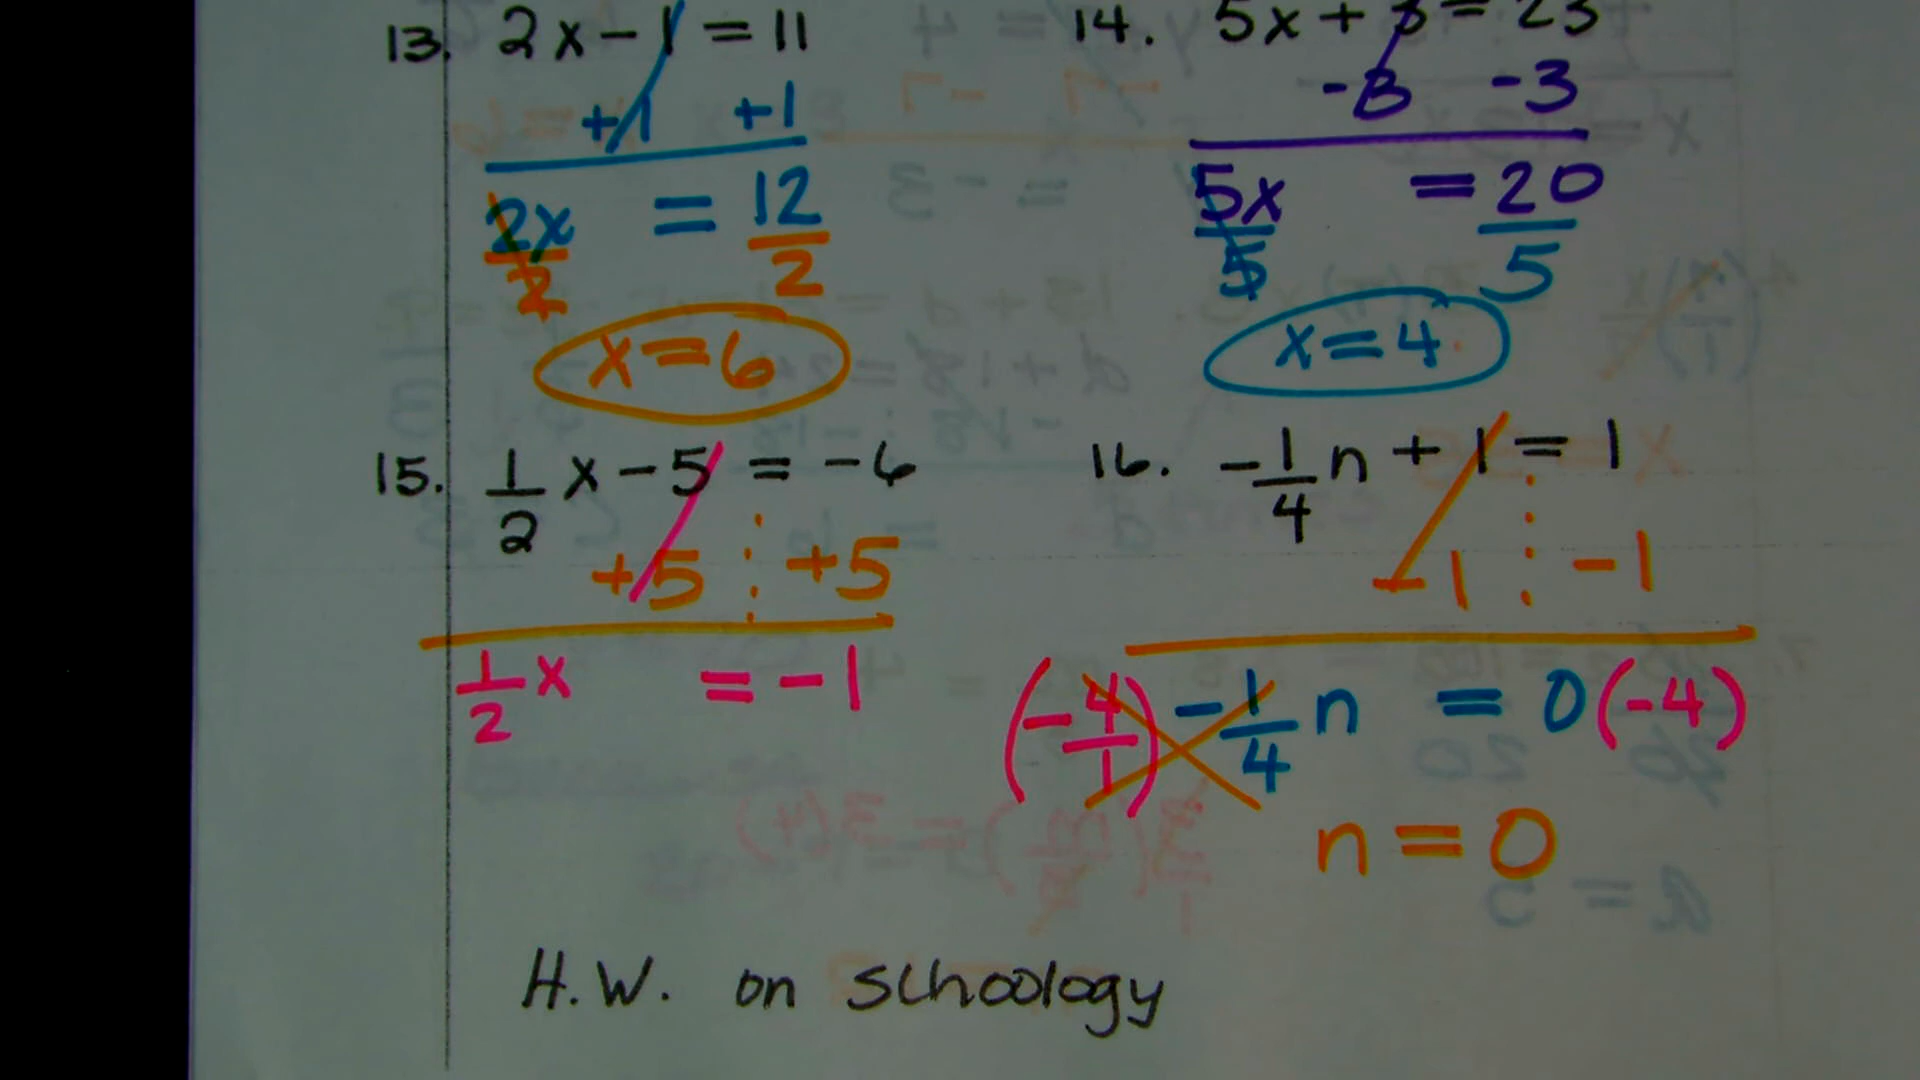 13. 2x - 1 = 11
+1 +1
2x = 12
2 2
x = 6
14. 5x + 3 = 23
-3 -3
5x = 20
5 5
x = 4
15. 1/2 x - 5 = -6
+5 +5
1/2 x = -1
16. -1/4 n + 1 = 1
-1 -1
(-4/1) -1/4 n = 0(-4)
n = 0
H.W. on schoology